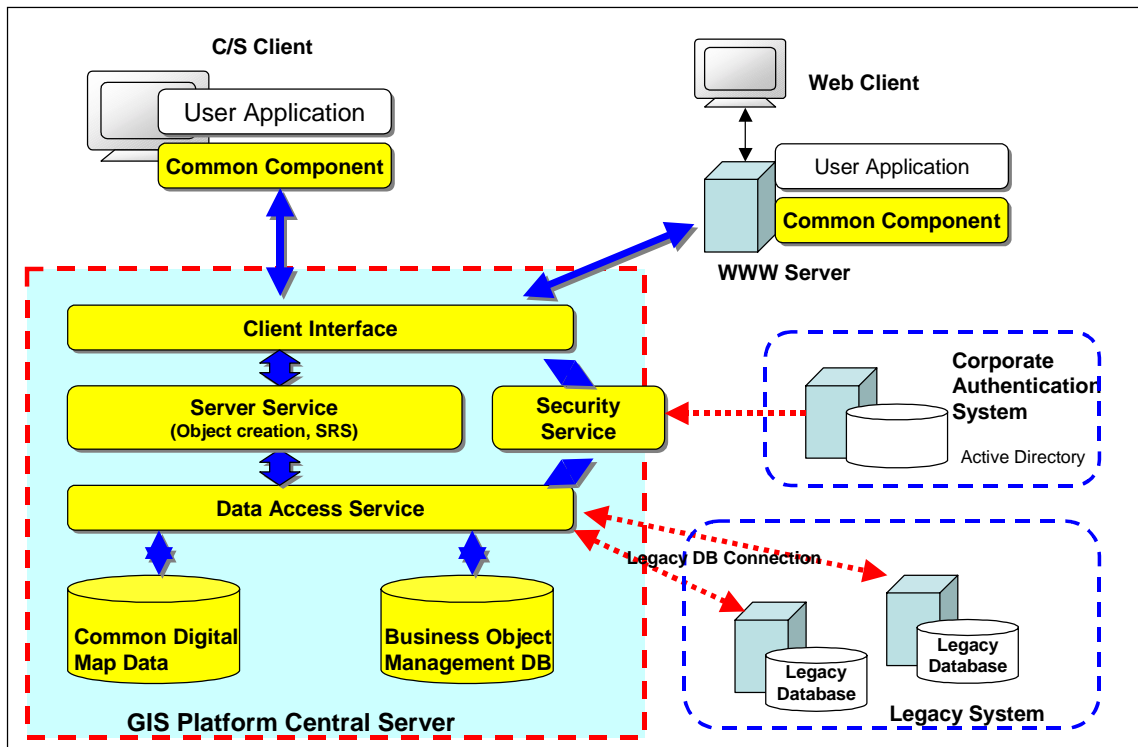 C/S Client
User Application
Common Component
Web Client
User Application
Common Component
WWW Server
Client Interface
Server Service
(Object creation, SRS)
Security
Service
Data Access Service
Common Digital
Map Data
Business Object
Management DB
GIS Platform Central Server
Corporate
Authentication
System
Active Directory
Legacy DB Connection
Legacy
Database
Legacy
Database
Legacy System